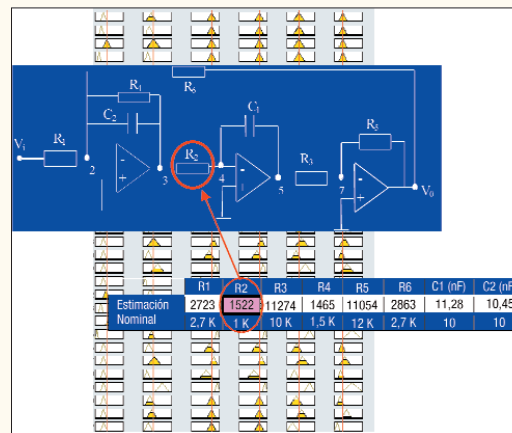 R6
R1
C2
C1
Vi
R4
2
3
R2
4
5
R3
7
R5
V0
R1 R2 R3 R4 R5 R6 C1 (nF) C2 (nF)
Estimación 2723 1522 11274 1465 11054 2863 11,28 10,45
Nominal 2,7 K 1 K 10 K 1,5 K 12 K 2,7 K 10 10